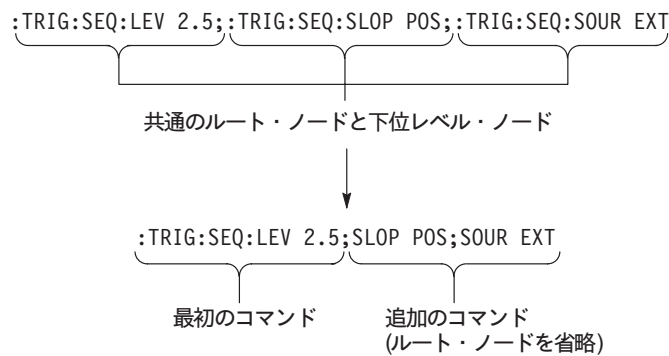 :TRIG:SEQ:LEV 2.5;:TRIG:SEQ:SLOP POS;:TRIG:SEQ:SOUR EXT
共通のルート・ノードと下位レベル・ノード
:TRIG:SEQ:LEV 2.5;SLOP POS;SOUR EXT
最初のコマンド
追加のコマンド
(ルート・ノードを省略)